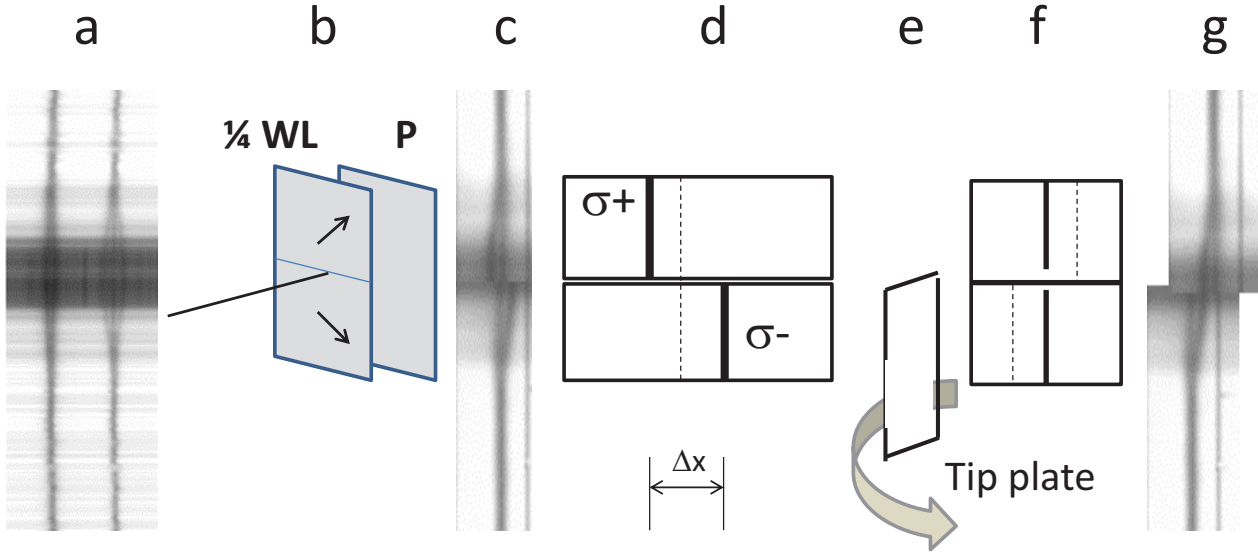 a b c d e f g
¼ WL P
σ+
σ-
Δx
Tip plate